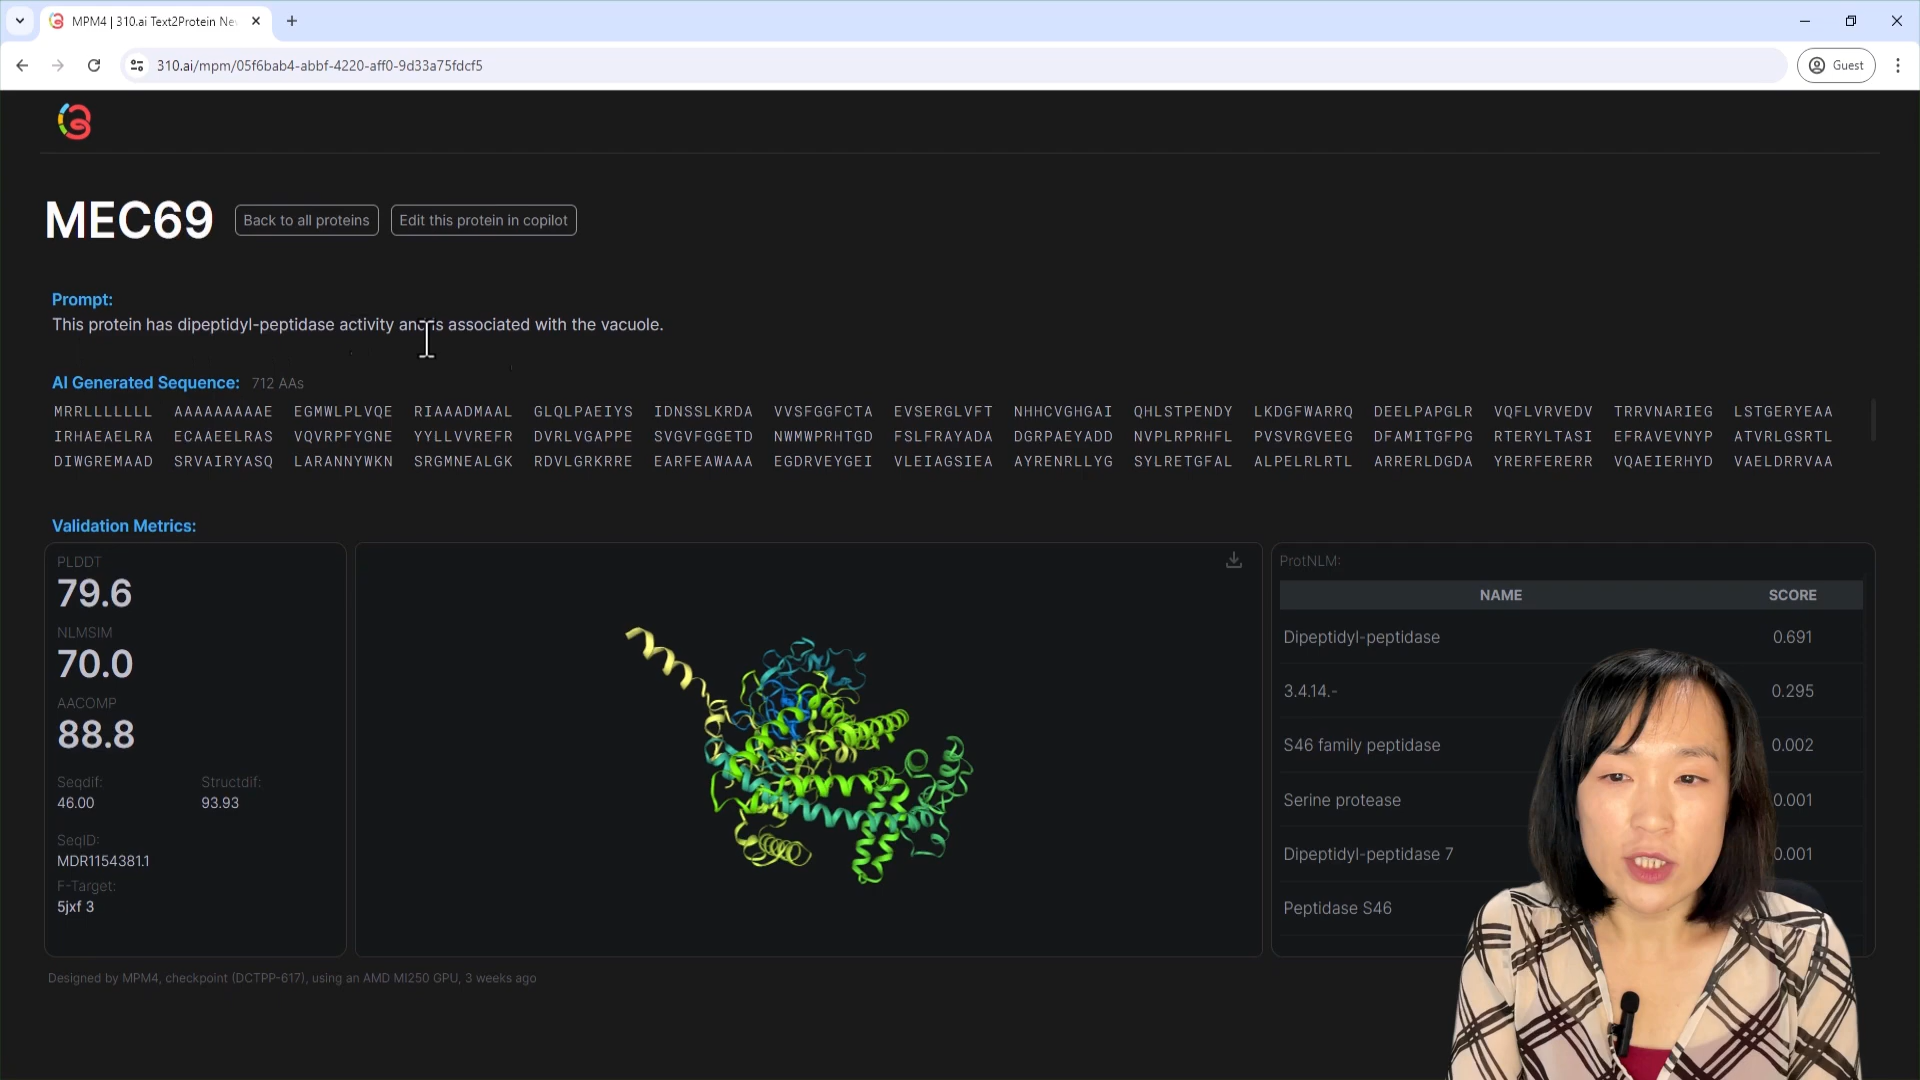 MPM4 | 310.ai Text2Protein Ne
310.ai/mpm/05f6bab4-abbf-4220-aff0-9d33a75fdcf5
Guest
MEC69
Back to all proteins
Edit this protein in copilot
Prompt:
This protein has dipeptidyl-peptidase activity and is associated with the vacuole.
AI Generated Sequence: 712 AAs
MRRLLLLLLL AAAAAAAAAE EGMWLPLVQE RIAAADMAAL GLQLPAEIYS IDNSSLKRDA VVSFGGFCTA EVSERGLVFT NHHCVGHGAI QHLSTPENDY LKDGFWARRQ DEELPAPGLR VQFLVRVEDV TRRVNARIEG LSTGERYEAA
IRHAEAELRA ECAAEELRAS VQVRPFYGNE YYLLVVREFR DVRLVGAPPE SVGVFGGETD NWMWPRHTGD FSLFRAYADA DGRPAEYADD NVPLRPRHFL PVSVRGVEEG DFAMITGFPG RTERYLTASI EFRAVEVNYP ATVRLGSRTL
DIWGREMAAD SRVAIRYASQ LARANNYWKN SRGMNEALGK RDVLGRKRRE EARFEAWAAA EGDRVEYGEI VLEIAGSIEA AYRENRLLYG SYLRETGFAL ALPELRLRTL ARRERLDGDA YRERFERERR VQAEIERHYD VAELDRRVAA
Validation Metrics:
PLDDT
79.6
NLMSIM
70.0
AACOMP
88.8
Seqdif: Structdif:
46.00 93.93
SeqID:
MDR1154381.1
F-Target:
5jxf 3
ProtNLM:
NAME SCORE
Dipeptidyl-peptidase 0.691
3.4.14.- 0.295
S46 family peptidase 0.002
Serine protease 0.001
Dipeptidyl-peptidase 7 0.001
Peptidase S46
Designed by MPM4, checkpoint (DCTPP-617), using an AMD MI250 GPU, 3 weeks ago